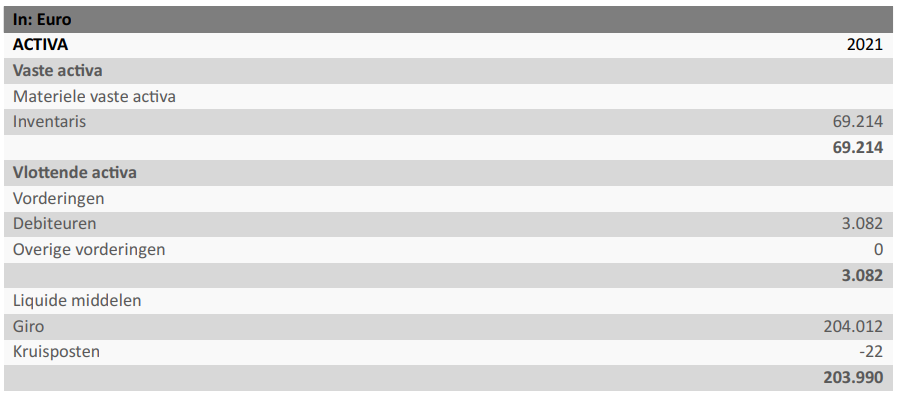 In: Euro
ACTIVA 2021
Vaste activa
Materiele vaste activa
Inventaris 69.214
69.214
Vlottende activa
Vorderingen
Debiteuren 3.082
Overige vorderingen 0
3.082
Liquide middelen
Giro 204.012
Kruisposten -22
203.990